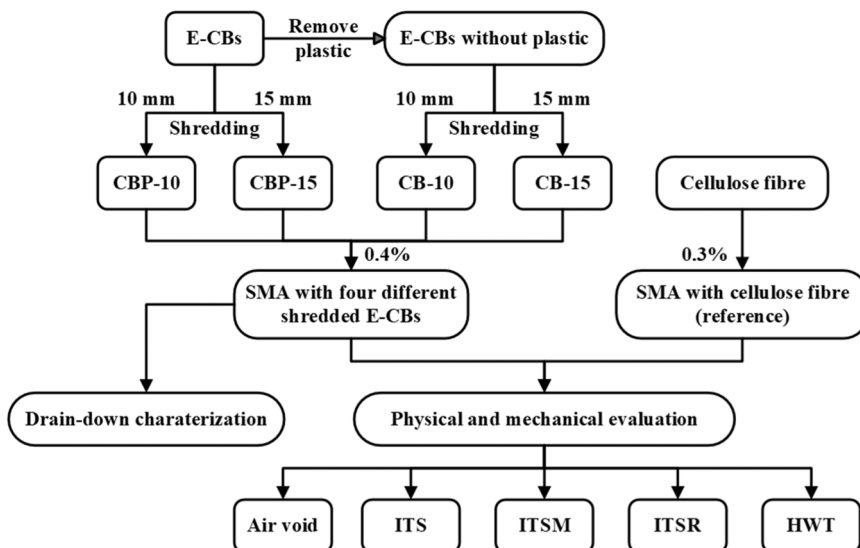 E-CBs
Remove
plastic
E-CBs without plastic
10 mm
15 mm
Shredding
10 mm
15 mm
Shredding
CBP-10
CBP-15
CB-10
CB-15
Cellulose fibre
0.4%
0.3%
SMA with four different
shredded E-CBs
SMA with cellulose fibre
(reference)
Drain-down charaterization
Physical and mechanical evaluation
Air void
ITS
ITSM
ITSR
HWT